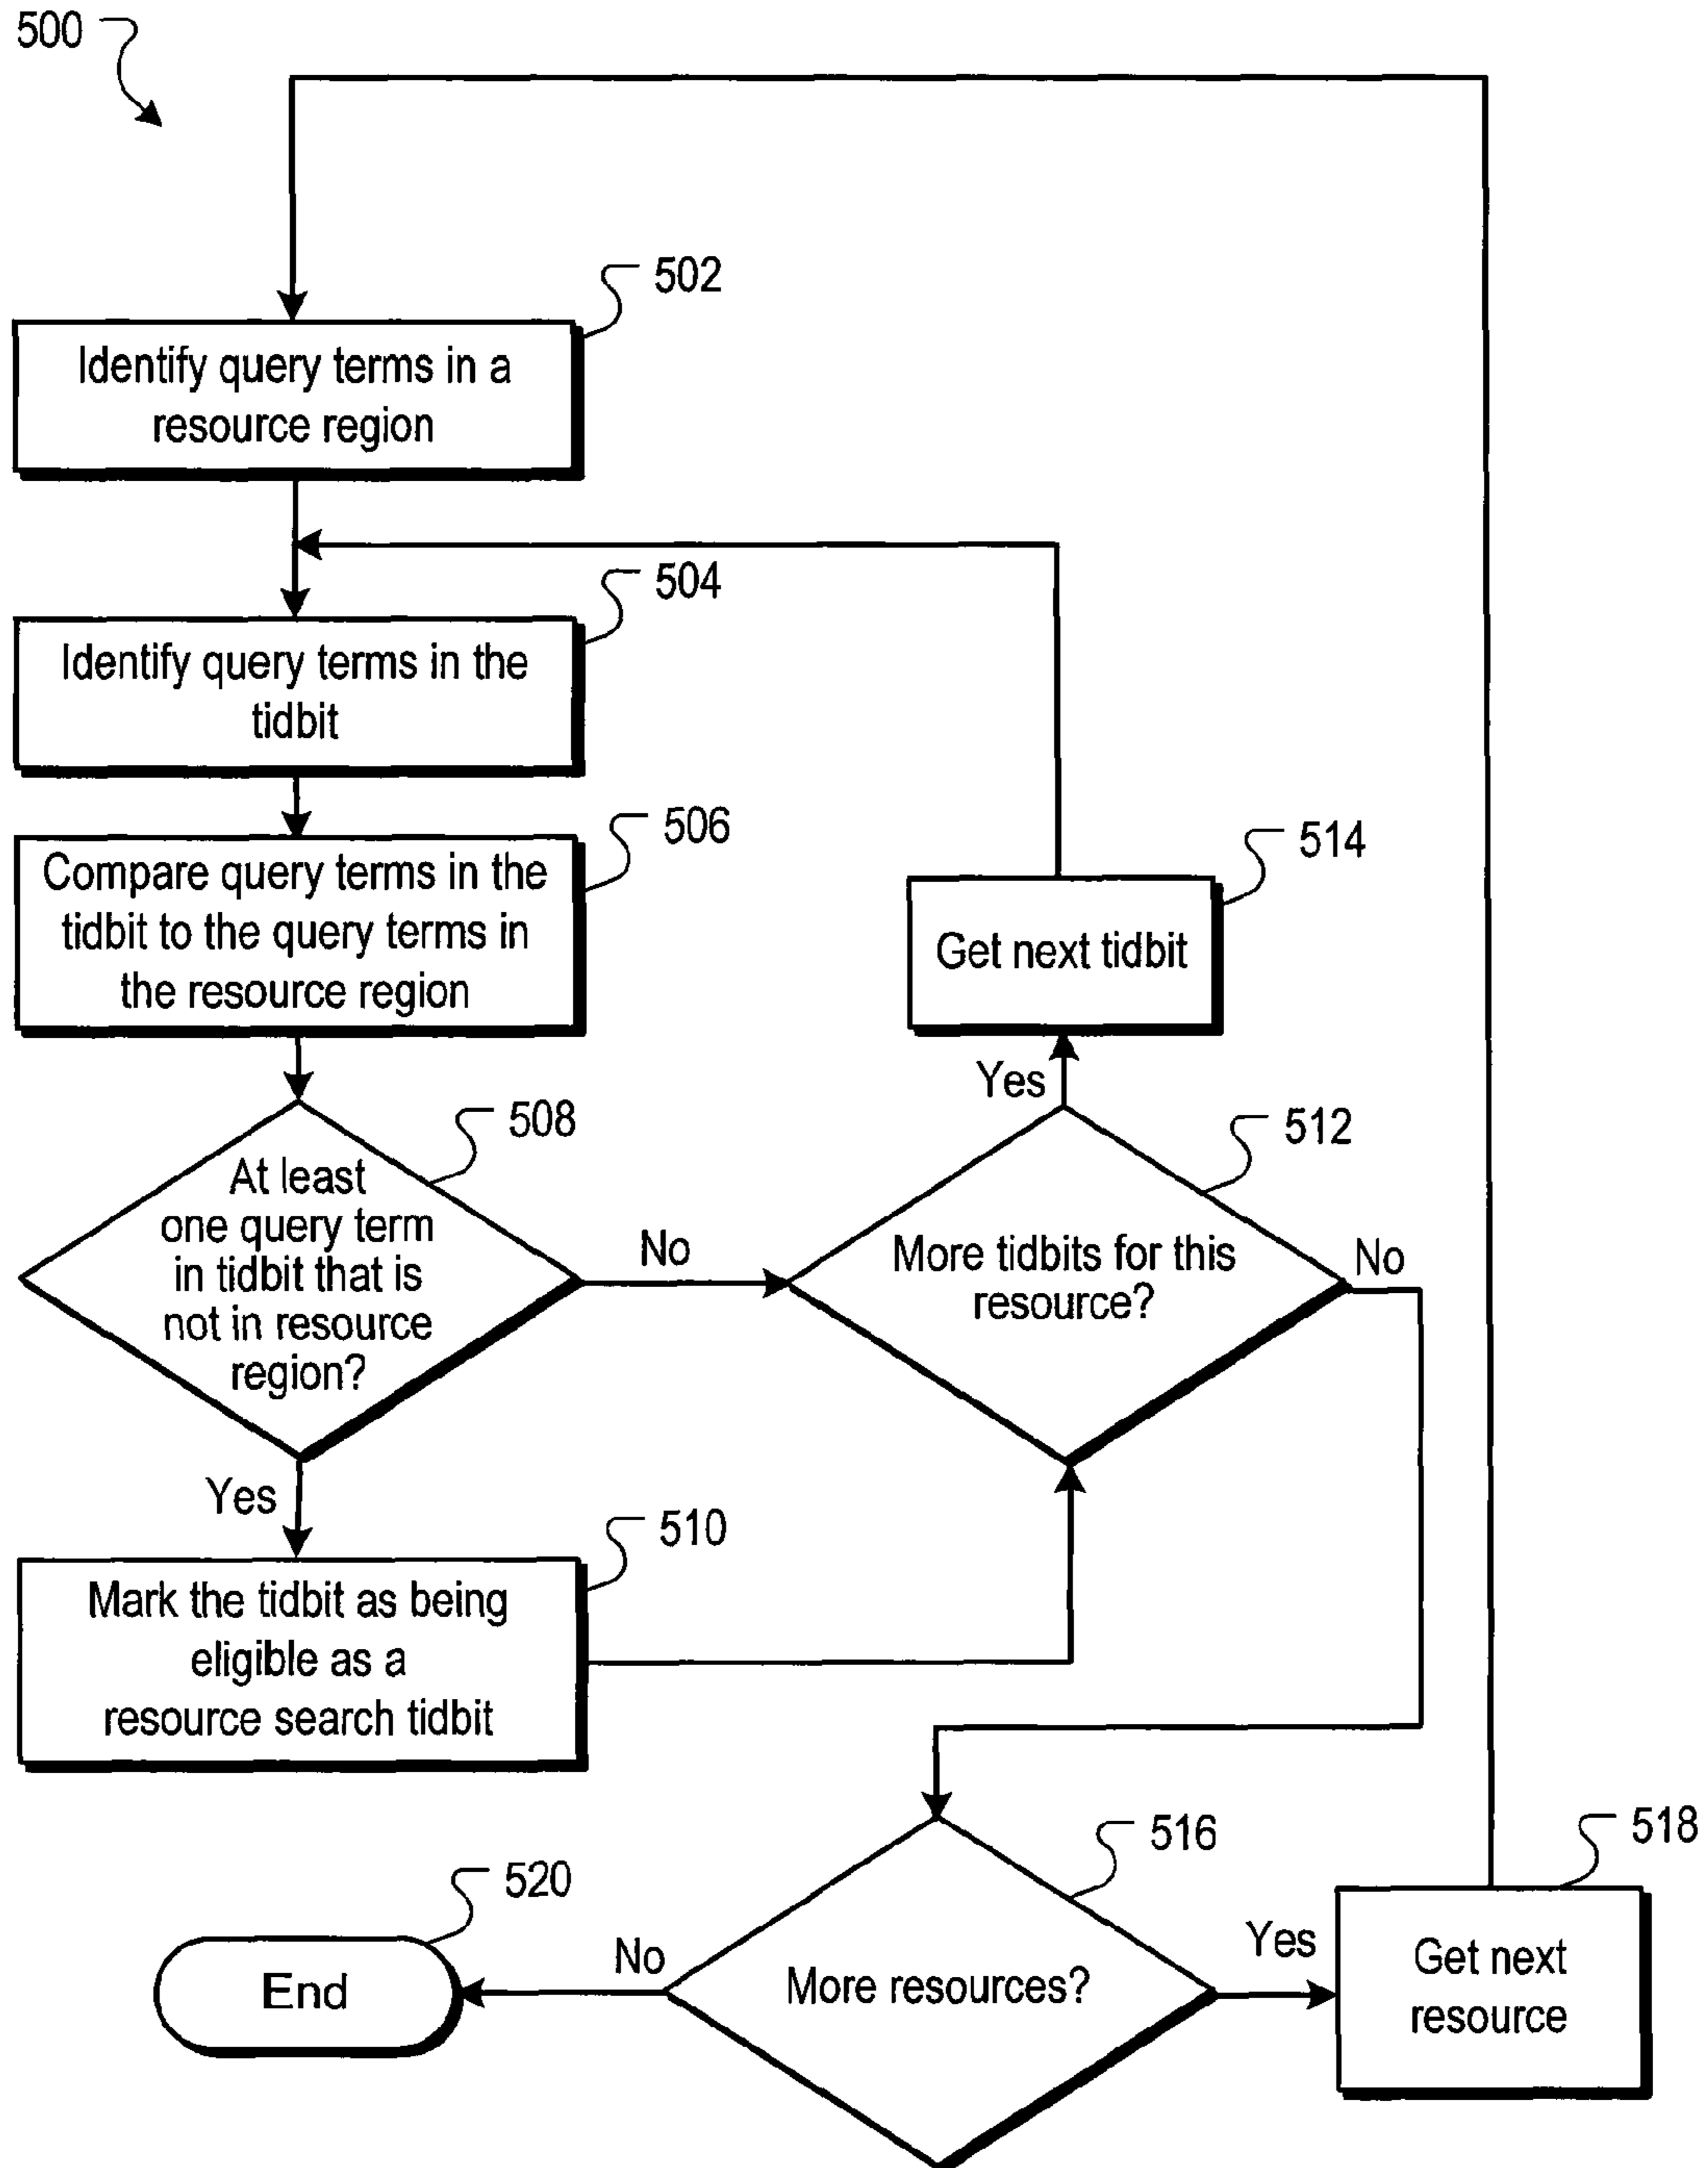 500
502
Identify query terms in a
resource region
504
Identify query terms in the
tidbit
506
Compare query terms in the
tidbit to the query terms in
the resource region
514
Get next tidbit
Yes
508
At least
one query term
in tidbit that is
not in resource
region?
No
512
More tidbits for this
resource?
No
Yes
510
Mark the tidbit as being
eligible as a
resource search tidbit
516
More resources?
518
Yes
Get next
resource
520
No
End